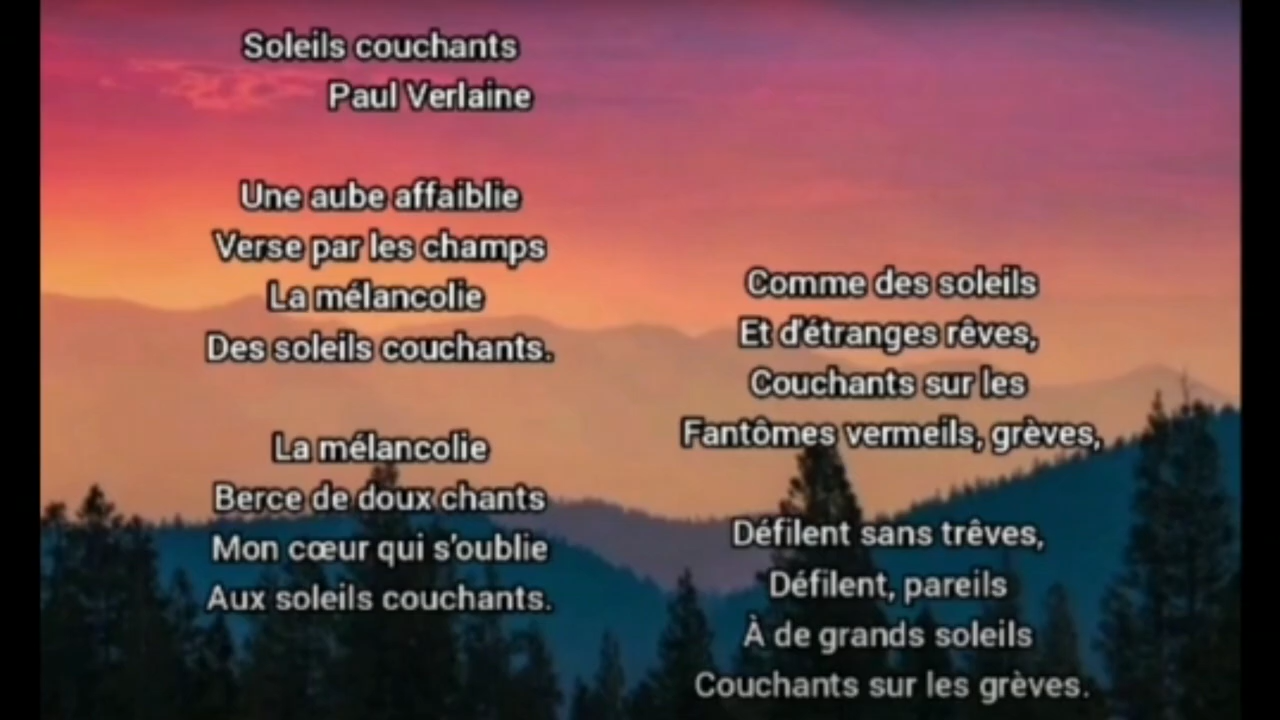 Soleils couchants
Paul Verlaine
Une aube affaiblie
Verse par les champs
La mélancolie
Des soleils couchants.
La mélancolie
Berce de doux chants
Mon cœur qui s'oublie
Aux soleils couchants.
Comme des soleils
Et d'étranges rêves,
Couchants sur les
Fantômes vermeils, grèves,
Défilent sans trêves,
Défilent, pareils
À de grands soleils
Couchants sur les grèves.